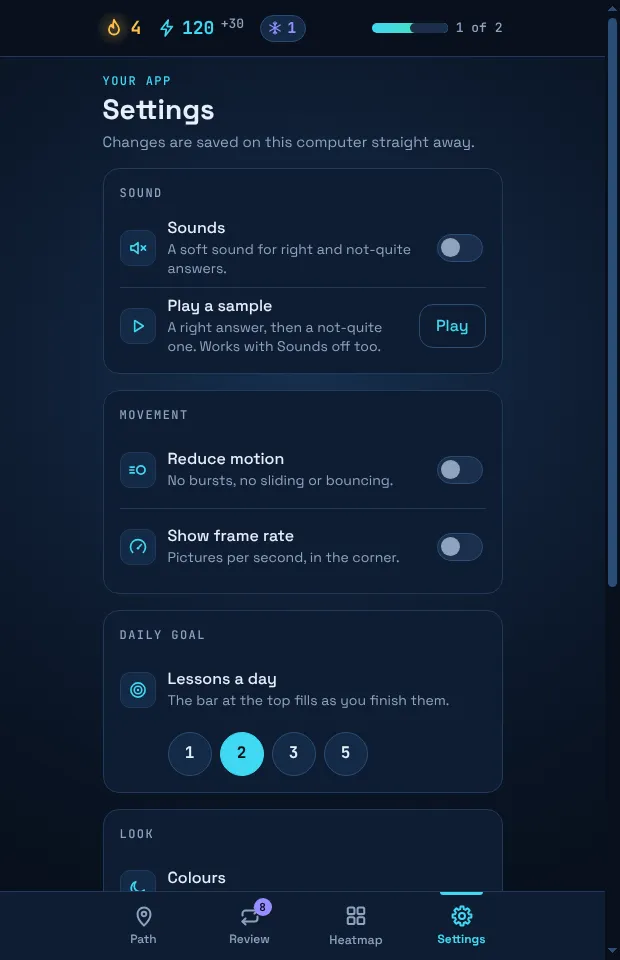 4 120 +30 1 1 of 2
YOUR APP
Settings
Changes are saved on this computer straight away.
SOUND
Sounds
A soft sound for right and not-quite
answers.
Play a sample
A right answer, then a not-quite
one. Works with Sounds off too.
Play
MOVEMENT
Reduce motion
No bursts, no sliding or bouncing.
Show frame rate
Pictures per second, in the corner.
DAILY GOAL
Lessons a day
The bar at the top fills as you finish them.
1 2 3 5
LOOK
Colours
8
Path Review Heatmap Settings